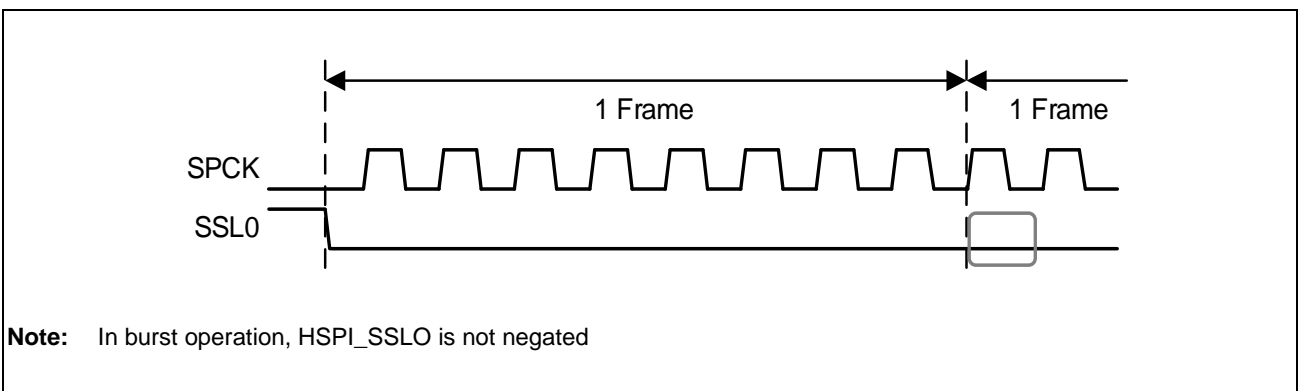 1 Frame 1 Frame
SPCK
SSL0
Note: In burst operation, HSPI_SSLO is not negated